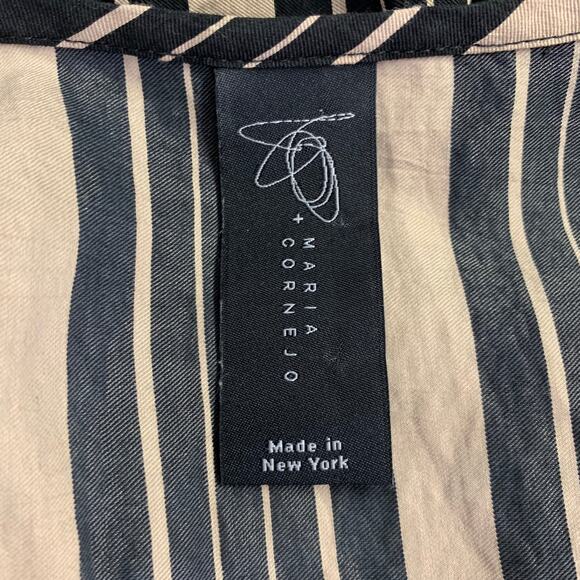 + MARIA
CORNEJO
Made in
New York